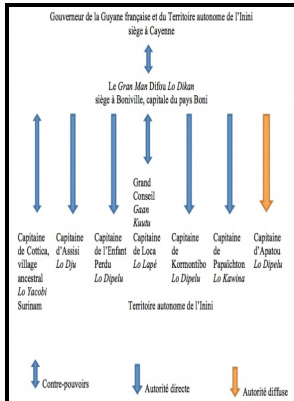 Gouverneur de la Guyane française et du Territoire autonome de l'Inini
siège à Cayenne
Le Gran Man Difou Lo Dikan
siège à Boniville, capitale du pays Boni
Grand
Conseil
Gaan
Kuutu
Capitaine
de Cottica,
village
ancestral
Lo Yacobi
Surinam
Capitaine
d'Assisi
Lo Dju
Capitaine
de l'Enfant
Perdu
Lo Dipelu
Capitaine
de Loca
Lo Lapé
Capitaine
de
Kormontibo
Lo Dipelu
Capitaine
de
Papaïchton
Lo Kawina
Capitaine
d'Apatou
Lo Dipelu
Territoire autonome de l'Inini
Contre-pouvoirs
Autorité directe
Autorité diffuse